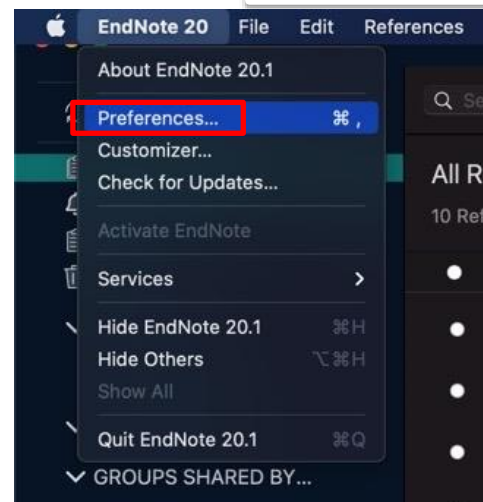 EndNote 20 File Edit References
About EndNote 20.1
Preferences... ⌘ ,
Customizer...
Check for Updates...
Activate EndNote
Services
Hide EndNote 20.1 ⌘H
Hide Others ⌥⌘H
Show All
Quit EndNote 20.1 ⌘Q
GROUPS SHARED BY...
Se
All R
10 Ref